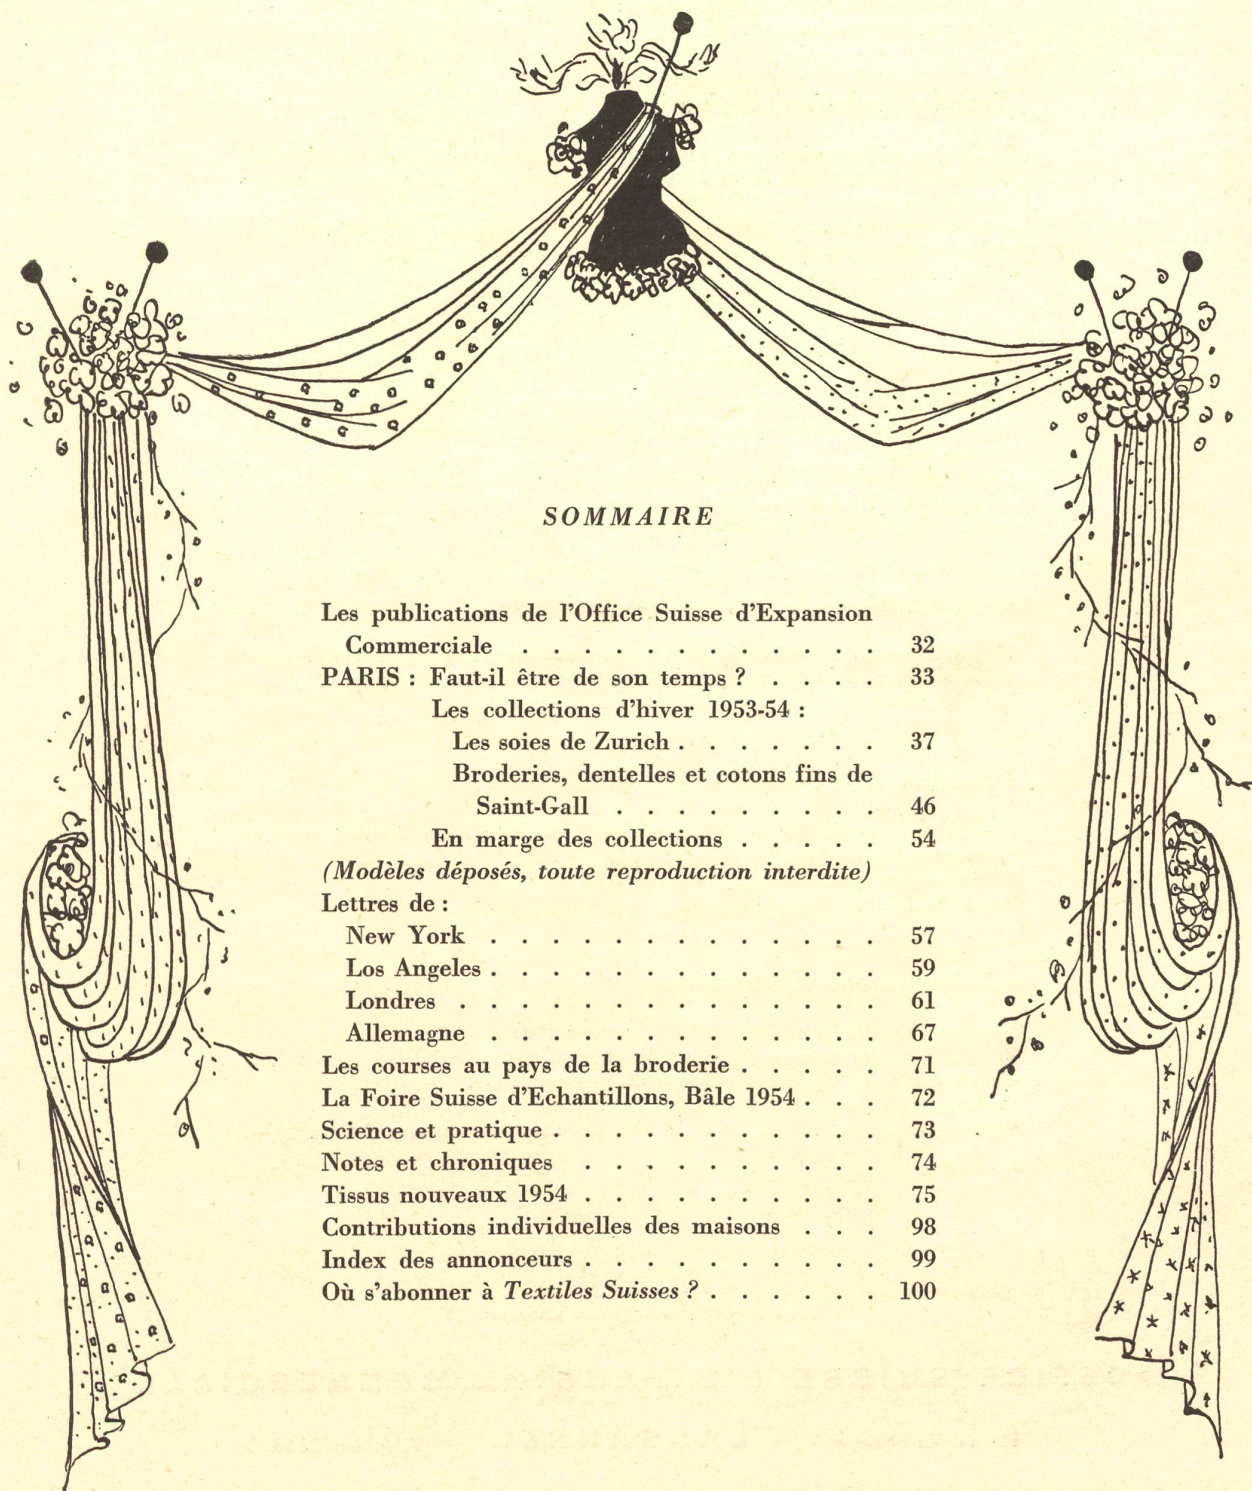 SOMMAIRE
Les publications de l'Office Suisse d'Expansion
Commerciale . . . . . . . . . . . . 32
PARIS : Faut-il être de son temps ? . . . . 33
Les collections d'hiver 1953-54 :
Les soies de Zurich . . . . . . . 37
Broderies, dentelles et cotons fins de
Saint-Gall . . . . . . . . . 46
En marge des collections . . . . . 54
(Modèles déposés, toute reproduction interdite)
Lettres de :
New York . . . . . . . . . . . . . 57
Los Angeles . . . . . . . . . . . . . 59
Londres . . . . . . . . . . . . . . 61
Allemagne . . . . . . . . . . . . . 67
Les courses au pays de la broderie . . . . . 71
La Foire Suisse d'Echantillons, Bâle 1954 . . . 72
Science et pratique . . . . . . . . . . . 73
Notes et chroniques . . . . . . . . . . 74
Tissus nouveaux 1954 . . . . . . . . . . 75
Contributions individuelles des maisons . . . 98
Index des annonceurs . . . . . . . . . . 99
Où s'abonner à Textiles Suisses ? . . . . . . 100